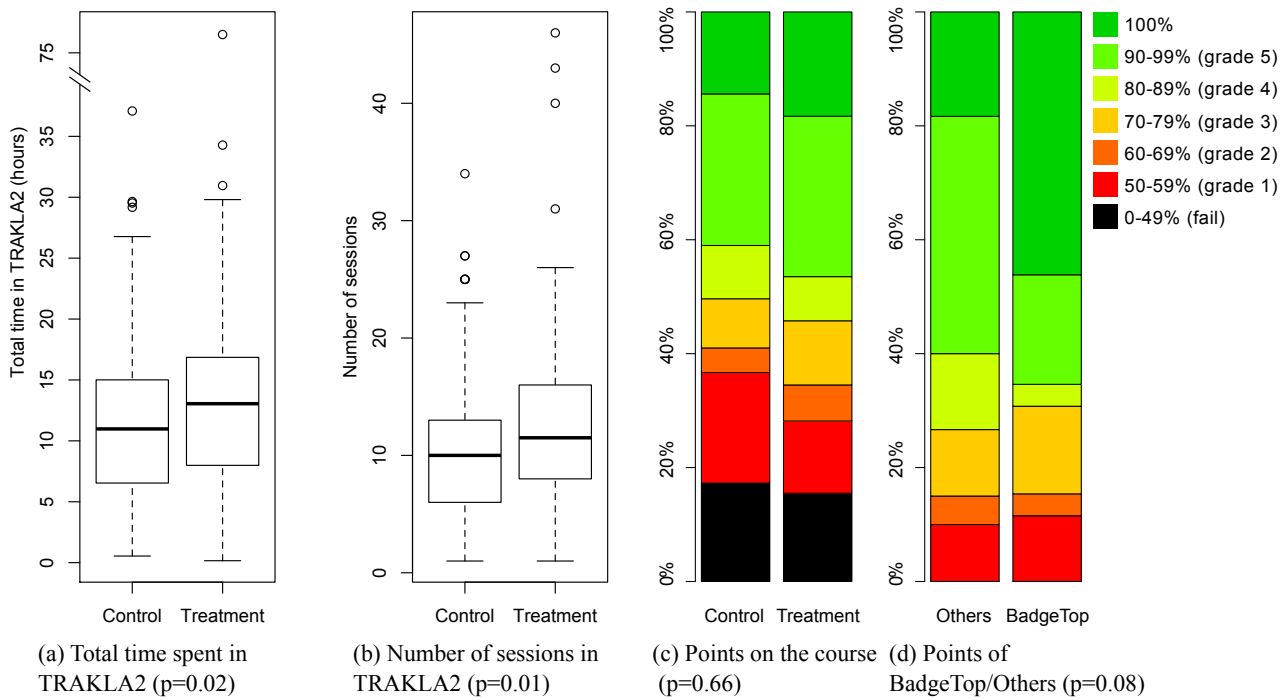 Total time in TRAKLA2 (hours)
75
35
30
25
20
15
10
5
0
Control Treatment
(a) Total time spent in
TRAKLA2 (p=0.02)
Number of sessions
40
30
20
10
0
Control Treatment
(b) Number of sessions in
TRAKLA2 (p=0.01)
100%
80%
60%
40%
20%
0%
Control Treatment
(c) Points on the course
(p=0.66)
100%
80%
60%
40%
20%
0%
Others BadgeTop
(d) Points of
BadgeTop/Others (p=0.08)
100%
90-99% (grade 5)
80-89% (grade 4)
70-79% (grade 3)
60-69% (grade 2)
50-59% (grade 1)
0-49% (fail)